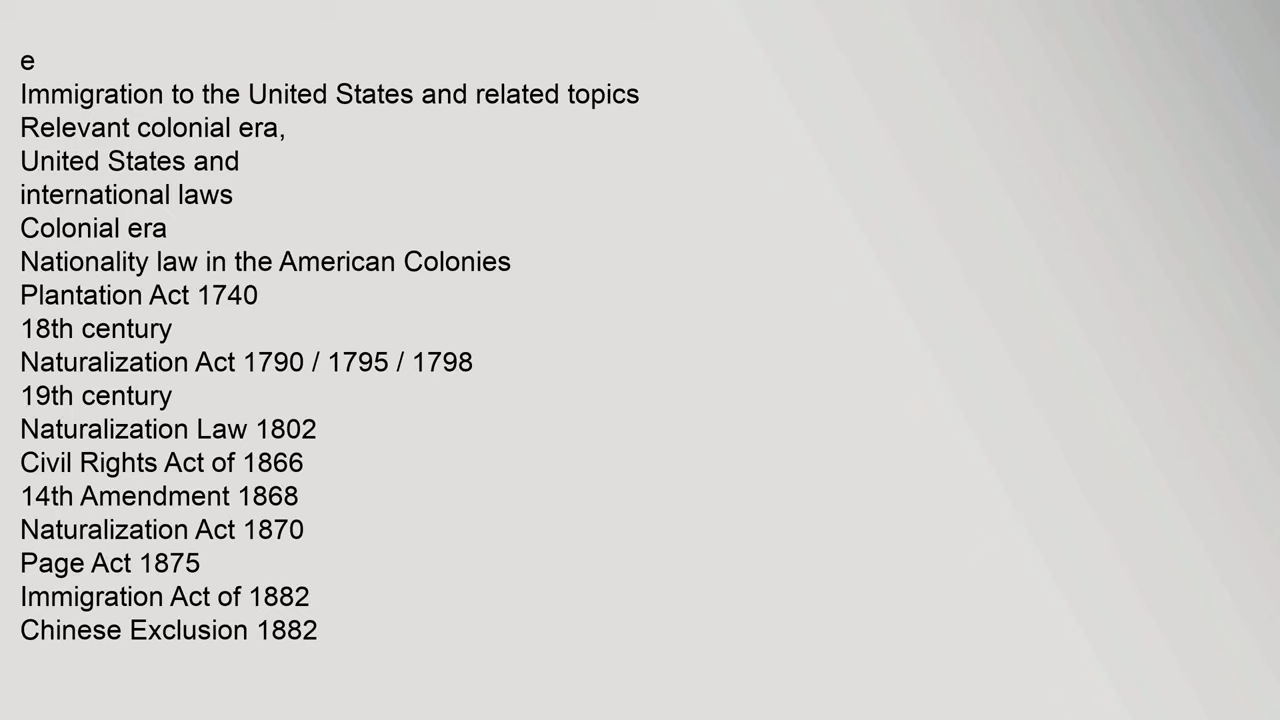 e
Immigration to the United States and related topics
Relevant colonial era,
United States and
international laws
Colonial era
Nationality law in the American Colonies
Plantation Act 1740
18th century
Naturalization Act 1790 / 1795 / 1798
19th century
Naturalization Law 1802
Civil Rights Act of 1866
14th Amendment 1868
Naturalization Act 1870
Page Act 1875
Immigration Act of 1882
Chinese Exclusion 1882